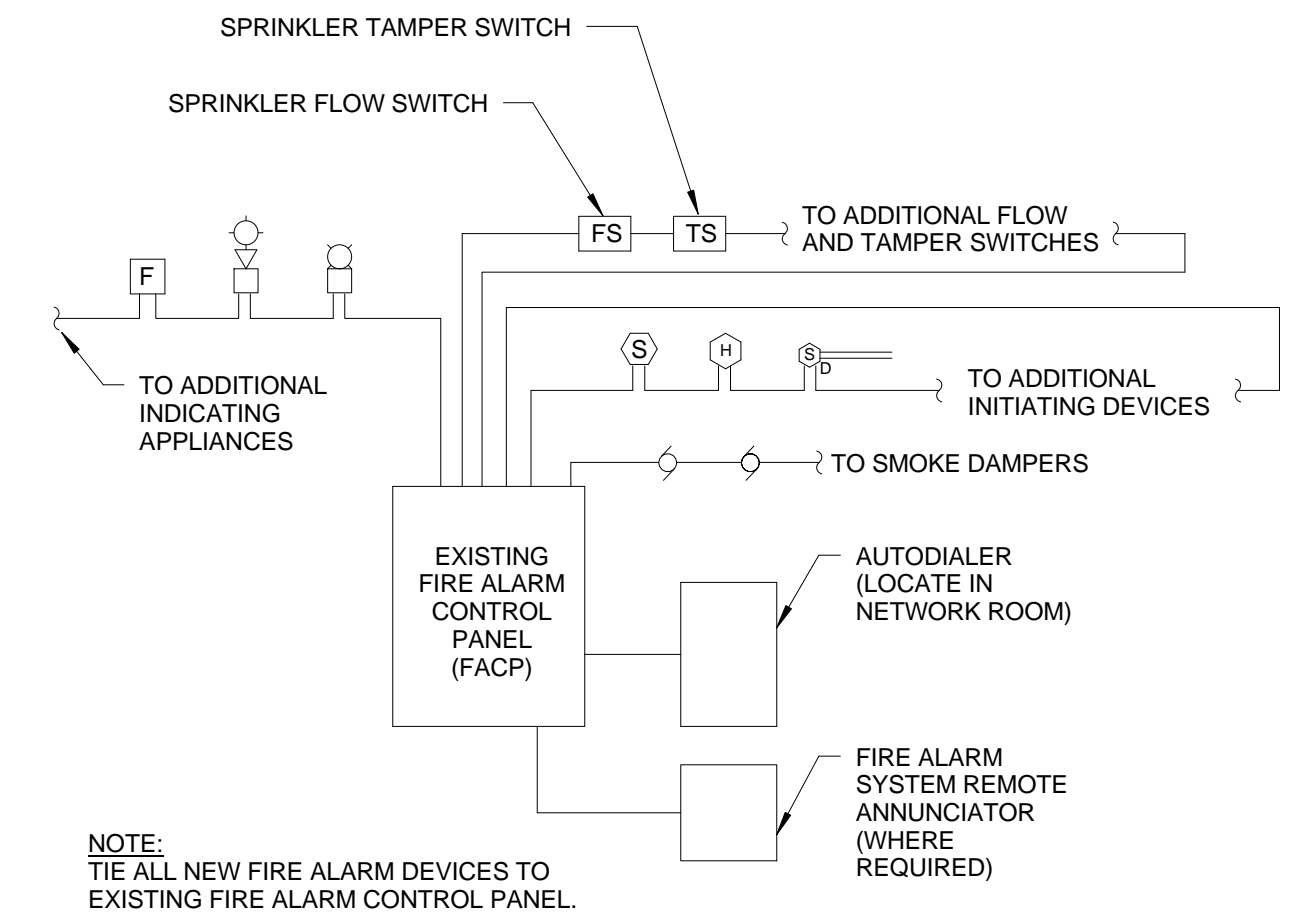 SPRINKLER TAMPER SWITCH
SPRINKLER FLOW SWITCH
FS
TS
TO ADDITIONAL FLOW
AND TAMPER SWITCHES
F
S
H
S
D
TO ADDITIONAL
INDICATING
APPLIANCES
TO ADDITIONAL
INITIATING DEVICES
TO SMOKE DAMPERS
EXISTING
FIRE ALARM
CONTROL
PANEL
(FACP)
AUTODIALER
(LOCATE IN
NETWORK ROOM)
FIRE ALARM
SYSTEM REMOTE
ANNUNCIATOR
(WHERE
REQUIRED)
NOTE:
TIE ALL NEW FIRE ALARM DEVICES TO
EXISTING FIRE ALARM CONTROL PANEL.